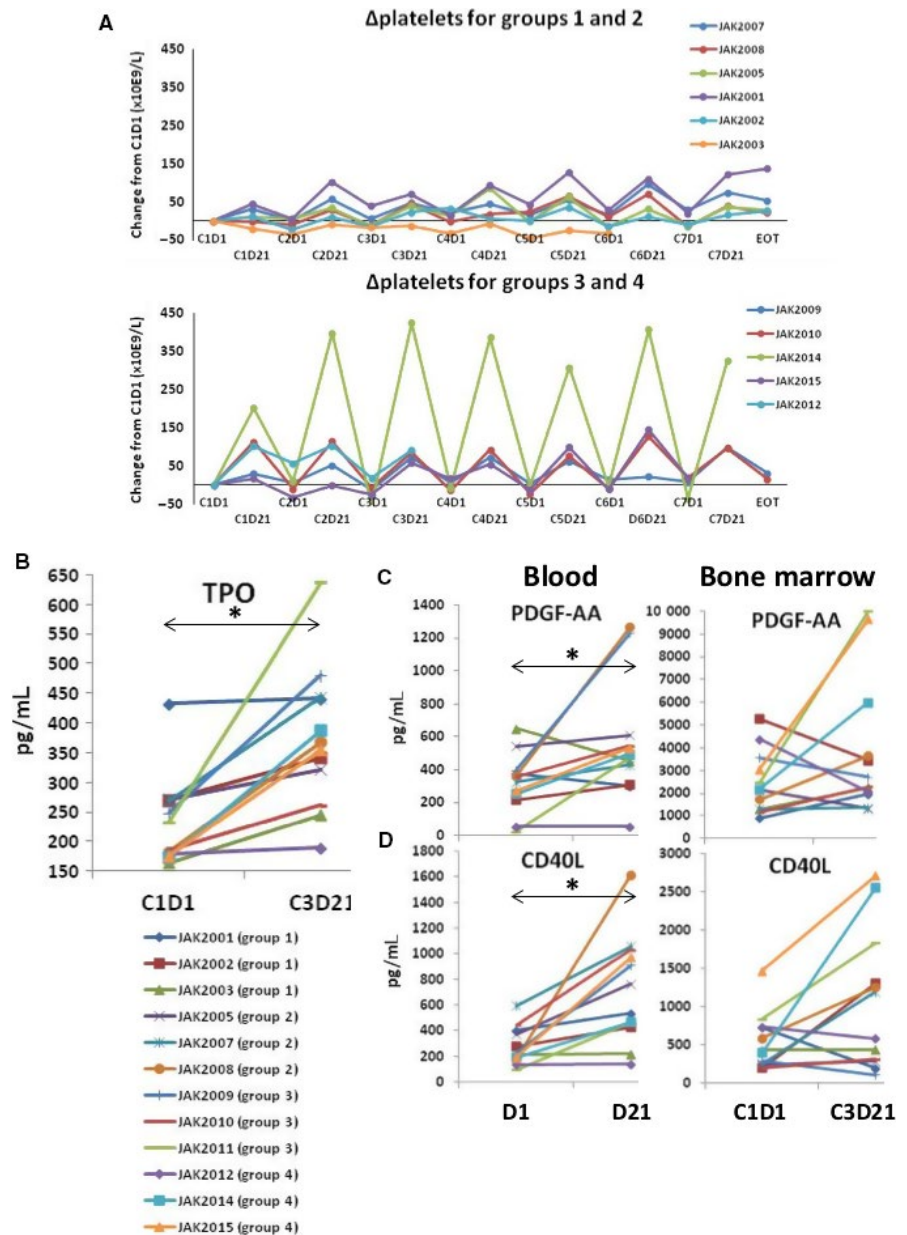 A
Δplatelets for groups 1 and 2
Change from C1D1 (x10E9/L)
450
350
250
150
50
−50
C1D1
C2D1
C3D1
C4D1
C5D1
C6D1
C7D1
EOT
C1D21
C2D21
C3D21
C4D21
C5D21
C6D21
C7D21
JAK2007
JAK2008
JAK2005
JAK2001
JAK2002
JAK2003
Δplatelets for groups 3 and 4
Change from C1D1 (x10E9/L)
450
350
250
150
50
−50
C1D1
C2D1
C3D1
C4D1
C5D1
C6D1
C7D1
EOT
C1D21
C2D21
C3D21
C4D21
C5D21
D6D21
C7D21
JAK2009
JAK2010
JAK2014
JAK2015
JAK2012
B
TPO
*
pg/mL
650
600
550
500
450
400
350
300
250
200
150
C1D1
C3D21
JAK2001 (group 1)
JAK2002 (group 1)
JAK2003 (group 1)
JAK2005 (group 2)
JAK2007 (group 2)
JAK2008 (group 2)
JAK2009 (group 3)
JAK2010 (group 3)
JAK2011 (group 3)
JAK2012 (group 4)
JAK2014 (group 4)
JAK2015 (group 4)
C
Blood
PDGF-AA
*
pg/mL
1400
1200
1000
800
600
400
200
0
Bone marrow
PDGF-AA
10 000
9000
8000
7000
6000
5000
4000
3000
2000
1000
0
D
CD40L
*
pg/mL
1800
1600
1400
1200
1000
800
600
400
200
0
D1
D21
CD40L
3000
2500
2000
1500
1000
500
0
C1D1
C3D21